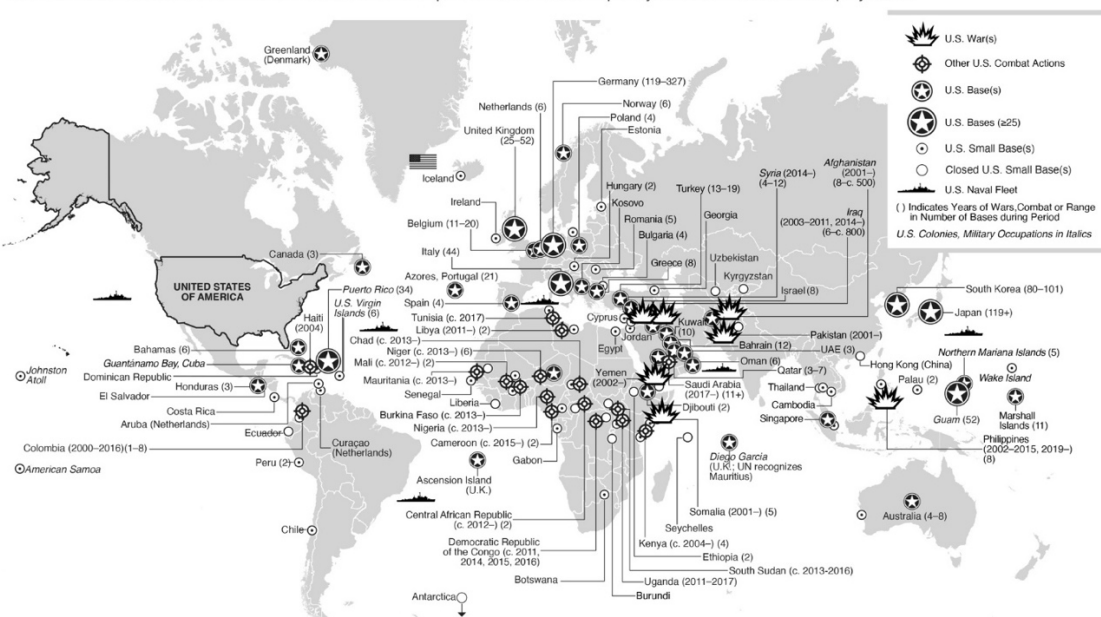 Greenland
(Denmark)
Germany (119–327)
Netherlands (6)
Norway (6)
Poland (4)
United Kingdom
(25–52)
Estonia
Iceland
Ireland
Hungary (2)
Kosovo
Turkey (13–19)
Syria (2014–)
(4–12)
Afghanistan
(2001–)
(8–c. 500)
Belgium (11–20)
Romania (5)
Georgia
Iraq
(2003–2011, 2014–)
(6–c. 800)
Bulgaria (4)
Italy (44)
Canada (3)
Greece (8)
Uzbekistan
Kyrgyzstan
Azores, Portugal (21)
Israel (8)
UNITED STATES
OF AMERICA
Puerto Rico (34)
U.S. Virgin
Islands (6)
Haiti
(2004)
Spain (4)
Tunisia (c. 2017)
Libya (2011–) (2)
Cyprus
Jordan
Egypt
Kuwait
(10)
South Korea (80–101)
Japan (119+)
Pakistan (2001–)
Bahrain (12)
UAE (3)
Oman (6)
Qatar (3–7)
Hong Kong (China)
Northern Mariana Islands (5)
Chad (c. 2013–)
Niger (c. 2013–) (6)
Mali (c. 2012–) (2)
Mauritania (c. 2013–)
Senegal
Liberia
Burkina Faso (c. 2013–)
Nigeria (c. 2013–)
Cameroon (c. 2015–) (2)
Gabon
Bahamas (6)
Guantánamo Bay, Cuba
Dominican Republic
Honduras (3)
El Salvador
Costa Rica
Aruba (Netherlands)
Ecuador
Colombia (2000–2016)(1–8)
Curaçao
(Netherlands)
Peru (2)
Chile
Johnston
Atoll
American Samoa
Yemen
(2002–)
Saudi Arabia
(2017–) (11+)
Djibouti (2)
Thailand
Cambodia
Singapore
Palau (2)
Wake Island
Guam (52)
Marshall
Islands (11)
Philippines
(2002–2015, 2019–)
(8)
Diego Garcia
(U.K.; UN recognizes
Mauritius)
Ascension Island
(U.K.)
Central African Republic
(c. 2012–) (2)
Democratic Republic
of the Congo (c. 2011,
2014, 2015, 2016)
Botswana
Antarctica
Somalia (2001–) (5)
Seychelles
Kenya (c. 2004–) (4)
Ethiopia (2)
South Sudan (c. 2013-2016)
Uganda (2011–2017)
Burundi
Australia (4–8)
U.S. War(s)
Other U.S. Combat Actions
U.S. Base(s)
U.S. Bases (≥25)
U.S. Small Base(s)
Closed U.S. Small Base(s)
U.S. Naval Fleet
( ) Indicates Years of Wars,Combat or Range
in Number of Bases during Period
U.S. Colonies, Military Occupations in Italics